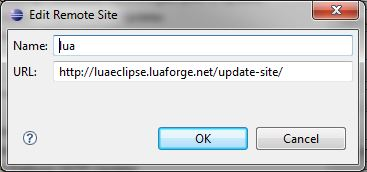 Edit Remote Site
Name: lua
URL: http://luaeclipse.luaforge.net/update-site/
?
OK Cancel